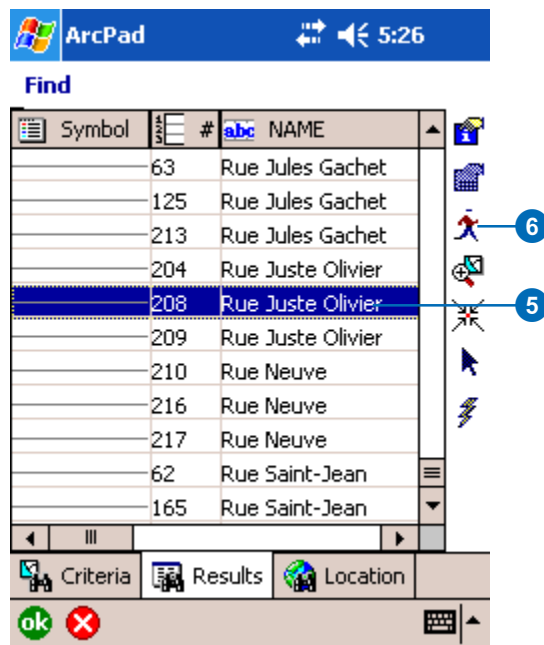 ArcPad 5:26
Find
Symbol # abc NAME
63 Rue Jules Gachet
125 Rue Jules Gachet
213 Rue Jules Gachet
204 Rue Juste Olivier
208 Rue Juste Olivier
209 Rue Juste Olivier
210 Rue Neuve
216 Rue Neuve
217 Rue Neuve
62 Rue Saint-Jean
165 Rue Saint-Jean
6
5
Criteria Results Location
ok